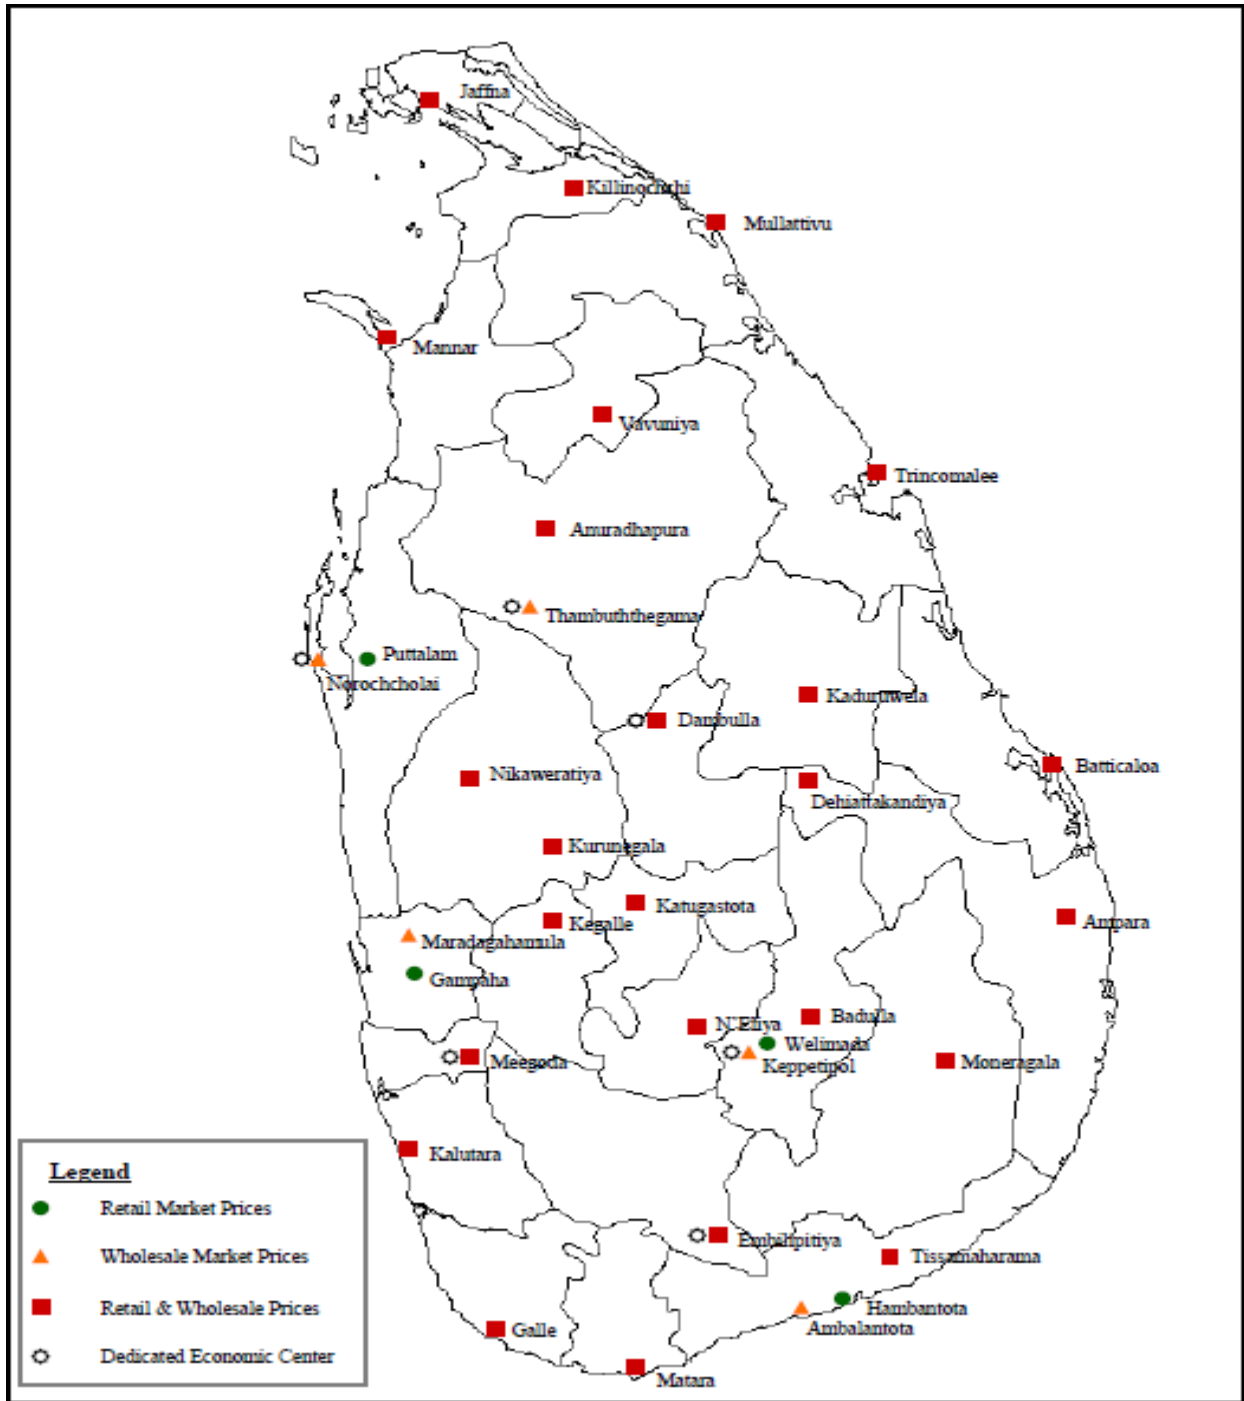 Jaffna
Killinochchi
Mullattivu
Mannar
Vavuniya
Trincomalee
Anuradhapura
Thambuththegama
Puttalam
Norochcholai
Kaduruwela
Dambulla
Batticaloa
Nikaweratiya
Dehiattakandiya
Kurunegala
Katugastota
Kegalle
Ampara
Maradagahamula
Gampaha
Badulla
N'Eliya
Welimada
Meegoda
Keppetipol
Moneragala
Kalutara
Embilipitiya
Tissamaharama
Hambantota
Ambalantota
Galle
Matara
Legend
Retail Market Prices
Wholesale Market Prices
Retail & Wholesale Prices
Dedicated Economic Center